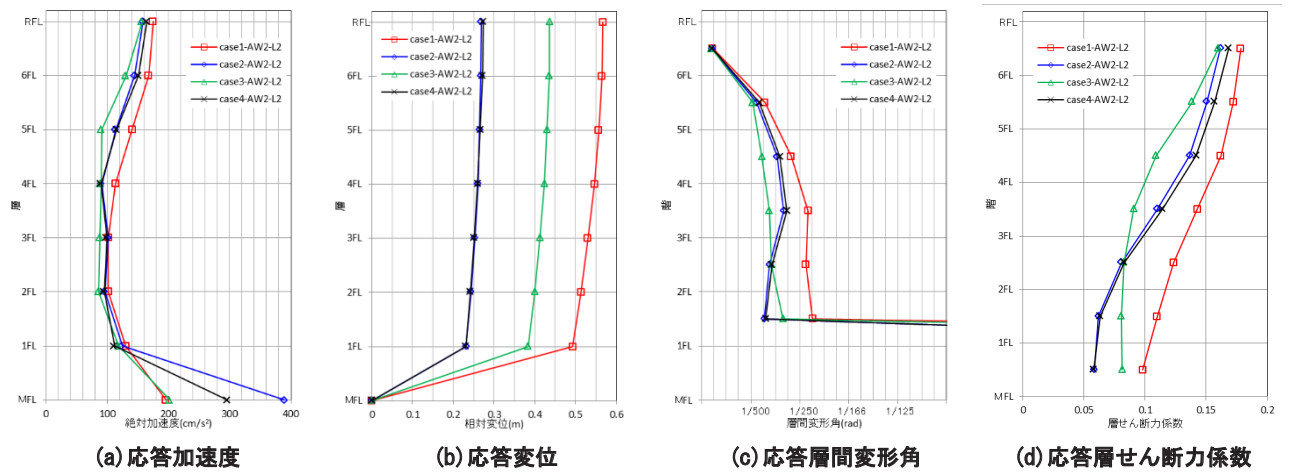 RFL
6FL
5FL
4FL
3FL
2FL
1FL
MFL
層
case1-AW2-L2
case2-AW2-L2
case3-AW2-L2
case4-AW2-L2
0 100 200 300 400
絶対加速度(cm/s²)
(a)応答加速度
RFL
6FL
5FL
4FL
3FL
2FL
1FL
MFL
層
case1-AW2-L2
case2-AW2-L2
case3-AW2-L2
case4-AW2-L2
0 0.1 0.2 0.3 0.4 0.5 0.6
相対変位(m)
(b)応答変位
RFL
6FL
5FL
4FL
3FL
2FL
1FL
MFL
階
case1-AW2-L2
case2-AW2-L2
case3-AW2-L2
case4-AW2-L2
1/500 1/250 1/166 1/125
層間変形角(rad)
(c)応答層間変形角
RFL
6FL
5FL
4FL
3FL
2FL
1FL
MFL
階
case1-AW2-L2
case2-AW2-L2
case3-AW2-L2
case4-AW2-L2
0 0.05 0.1 0.15 0.2
層せん断力係数
(d)応答層せん断力係数